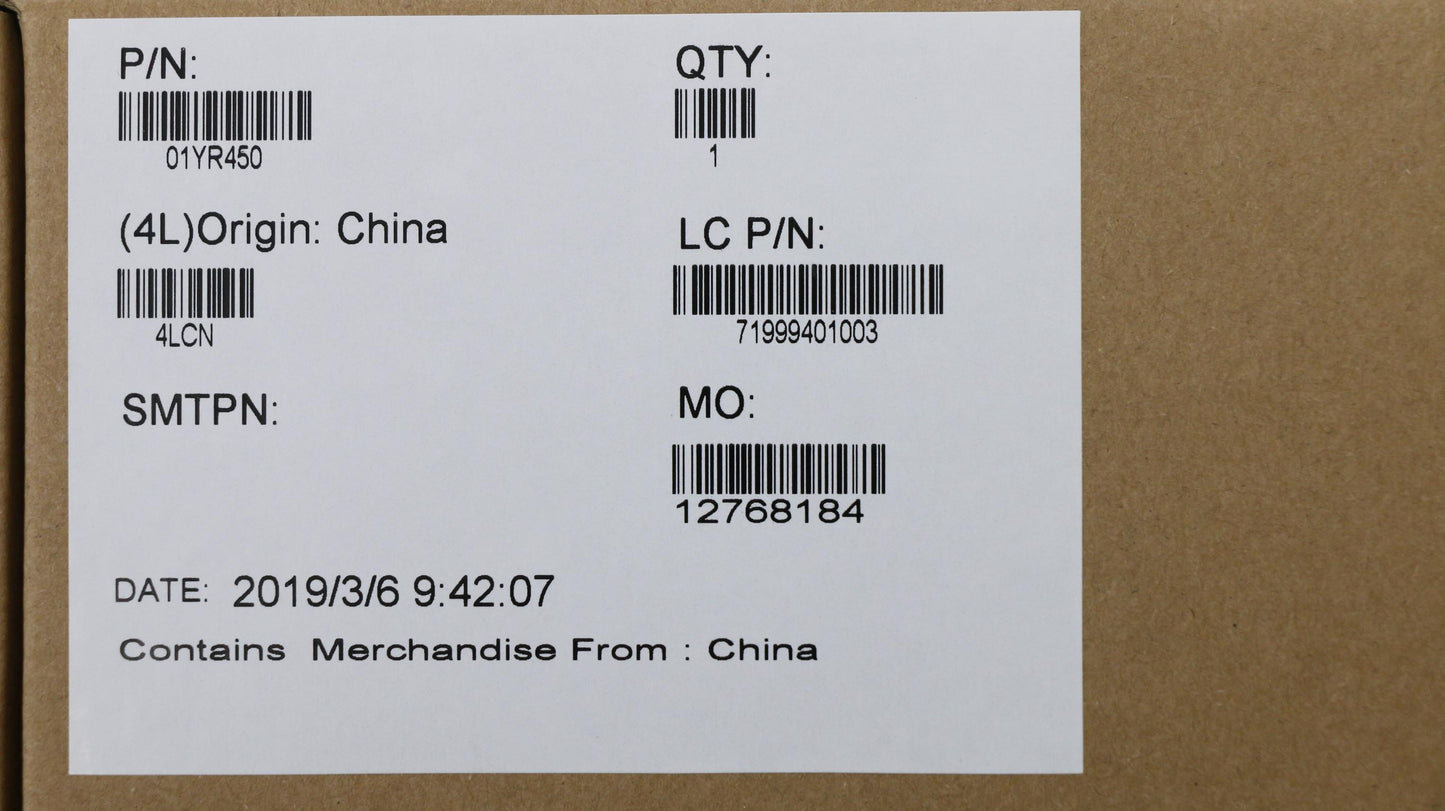 P/N:
01YR450
QTY:
1
(4L)Origin: China
4LCN
LC P/N:
71999401003
SMTPN:
MO:
12768184
DATE: 2019/3/6 9:42:07
Contains Merchandise From : China